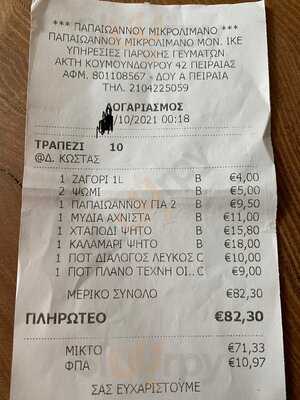 *** ΠΑΠΑΙΩΑΝΝΟΥ ΜΙΚΡΟΛΙΜΑΝΟ ***
ΠΑΠΑΙΩΑΝΝΟΥ ΜΙΚΡΟΛΙΜΑΝΟ ΜΟΝ. ΙΚΕ
ΥΠΗΡΕΣΙΕΣ ΠΑΡΟΧΗΣ ΓΕΥΜΑΤΩΝ
ΑΚΤΗ ΚΟΥΜΟΥΝΔΟΥΡΟΥ 42 ΠΕΙΡΑΙΑΣ
ΑΦΜ. 801108567 - ΔΟΥ Α ΠΕΙΡΑΙΑ
ΤΗΛ. 2104225059
ΛΟΓΑΡΙΑΣΜΟΣ
/10/2021 00:18
ΤΡΑΠΕΖΙ 10
@Δ. ΚΩΣΤΑΣ
1 ΖΑΓΟΡΙ 1L B €4,00
2 ΨΩΜΙ B €5,00
1 ΠΑΠΑΙΩΑΝΝΟΥ ΓΙΑ 2 B €9,50
1 ΜΥΔΙΑ ΑΧΝΙΣΤΑ B €11,00
1 ΧΤΑΠΟΔΙ ΨΗΤΟ B €15,80
1 ΚΑΛΑΜΑΡΙ ΨΗΤΟ B €18,00
1 ΠΟΤ ΔΙΑΛΟΓΟΣ ΛΕΥΚΟΣ C €10,00
1 ΠΟΤ ΠΛΑΝΟ ΤΕΧΝΗ ΟΙ.. C €9,00
ΜΕΡΙΚΟ ΣΥΝΟΛΟ €82,30
ΠΛΗΡΩΤΕΟ €82,30
ΜΙΚΤΟ €71,33
ΦΠΑ €10,97
ΣΑΣ ΕΥΧΑΡΙΣΤΟΥΜΕ